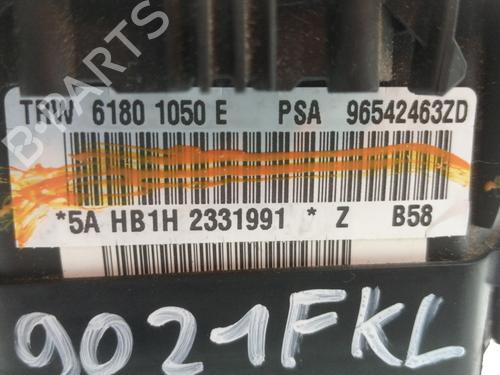 B-PARTS
TRW 6180 1050 E PSA 96542463ZD
*5A HB1H 2331991 * Z B58
9021FKL